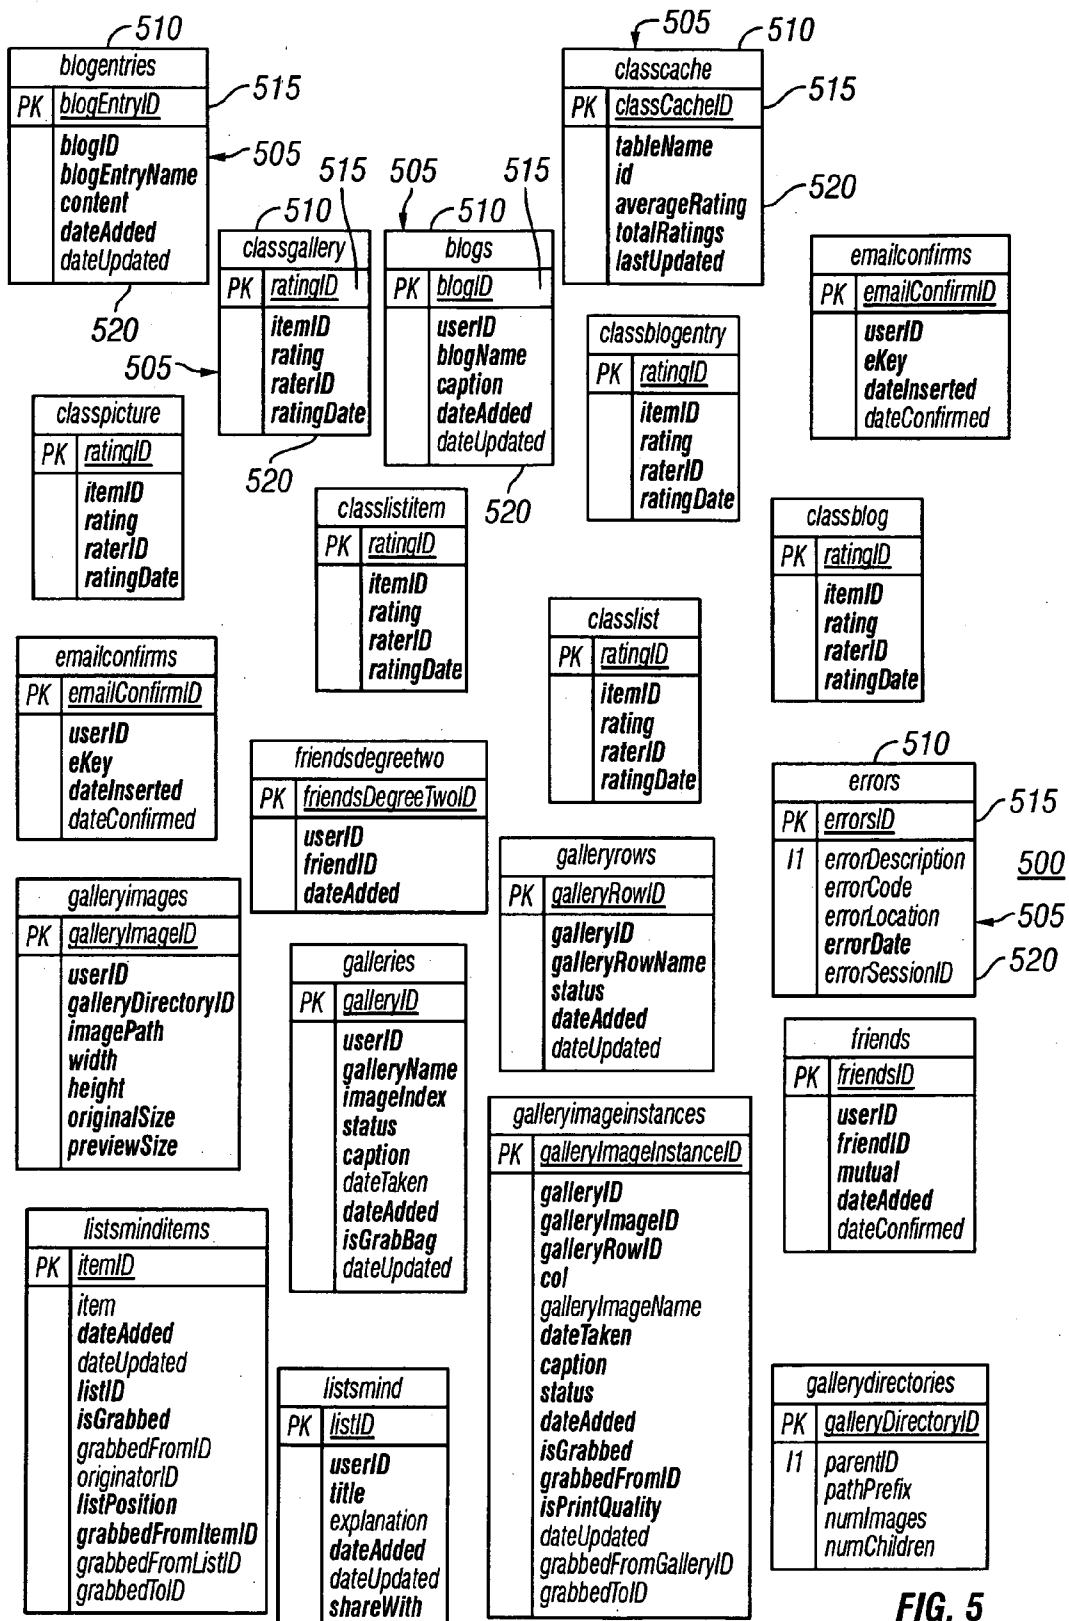 510
blogentries
PK blogEntryID
515
blogID
blogEntryName
content
dateAdded
dateUpdated
505
520
505
510
classcache
PK classCacheID
515
tableName
id
averageRating
totalRatings
lastUpdated
520
510
classgallery
515
PK ratingID
itemID
rating
raterID
ratingDate
505
520
505
510
blogs
515
PK blogID
userID
blogName
caption
dateAdded
dateUpdated
520
classblogentry
PK ratingID
itemID
rating
raterID
ratingDate
emailconfirms
PK emailConfirmID
userID
eKey
dateInserted
dateConfirmed
classpicture
PK ratingID
itemID
rating
raterID
ratingDate
classlistitem
PK ratingID
itemID
rating
raterID
ratingDate
classlist
PK ratingID
itemID
rating
raterID
ratingDate
classblog
PK ratingID
itemID
rating
raterID
ratingDate
emailconfirms
PK emailConfirmID
userID
eKey
dateInserted
dateConfirmed
friendsdegreetwo
PK friendsDegreeTwoID
userID
friendID
dateAdded
galleryrows
PK galleryRowID
galleryID
galleryRowName
status
dateAdded
dateUpdated
510
errors
515
PK errorsID
I1 errorDescription
errorCode
errorLocation
errorDate
errorSessionID
500
505
520
galleryimages
PK galleryImageID
userID
galleryDirectoryID
imagePath
width
height
originalSize
previewSize
galleries
PK galleryID
userID
galleryName
imageIndex
status
caption
dateTaken
dateAdded
isGrabBag
dateUpdated
galleryimageinstances
PK galleryImageInstanceID
galleryID
galleryImageID
galleryRowID
col
galleryImageName
dateTaken
caption
status
dateAdded
isGrabbed
grabbedFromID
isPrintQuality
dateUpdated
grabbedFromGalleryID
grabbedToID
friends
PK friendsID
userID
friendID
mutual
dateAdded
dateConfirmed
listsminditems
PK itemID
item
dateAdded
dateUpdated
listID
isGrabbed
grabbedFromID
originatorID
listPosition
grabbedFromItemID
grabbedFromListID
grabbedToID
listsmind
PK listID
userID
title
explanation
dateAdded
dateUpdated
shareWith
gallerydirectories
PK galleryDirectoryID
I1 parentID
pathPrefix
numImages
numChildren
FIG. 5